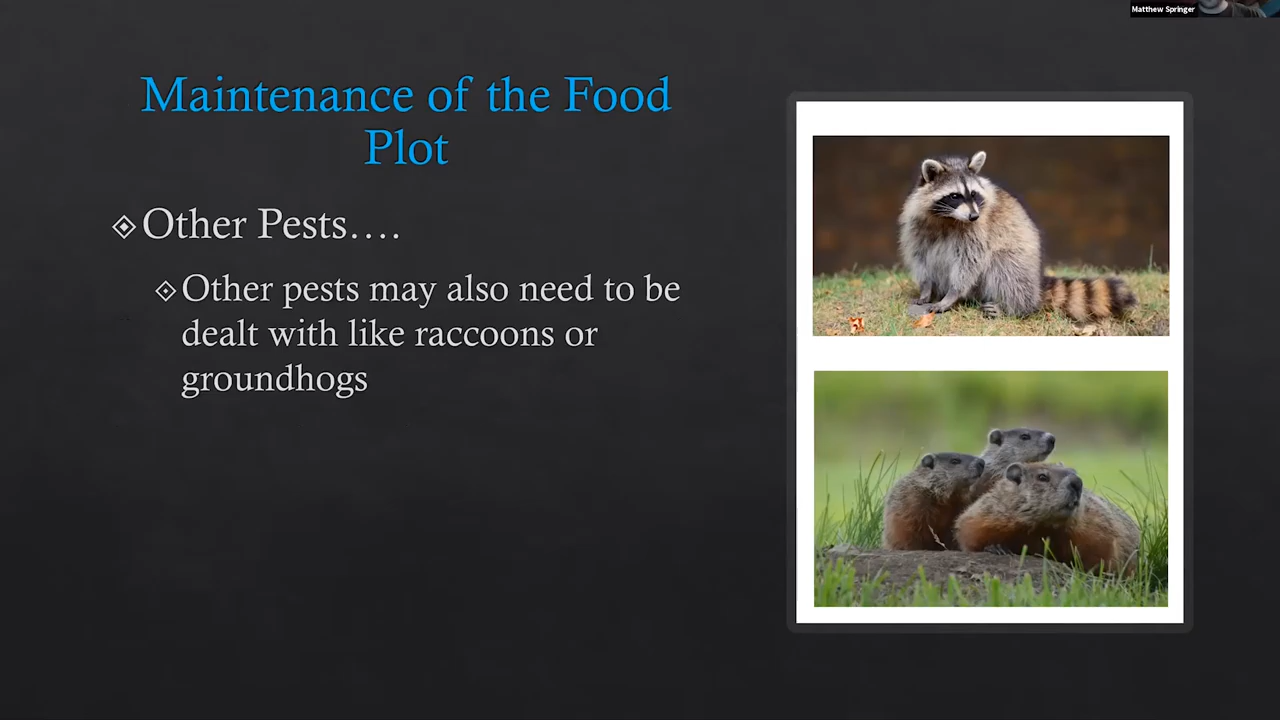 Matthew Springer
Maintenance of the Food
Plot
Other Pests….
Other pests may also need to be
dealt with like raccoons or
groundhogs